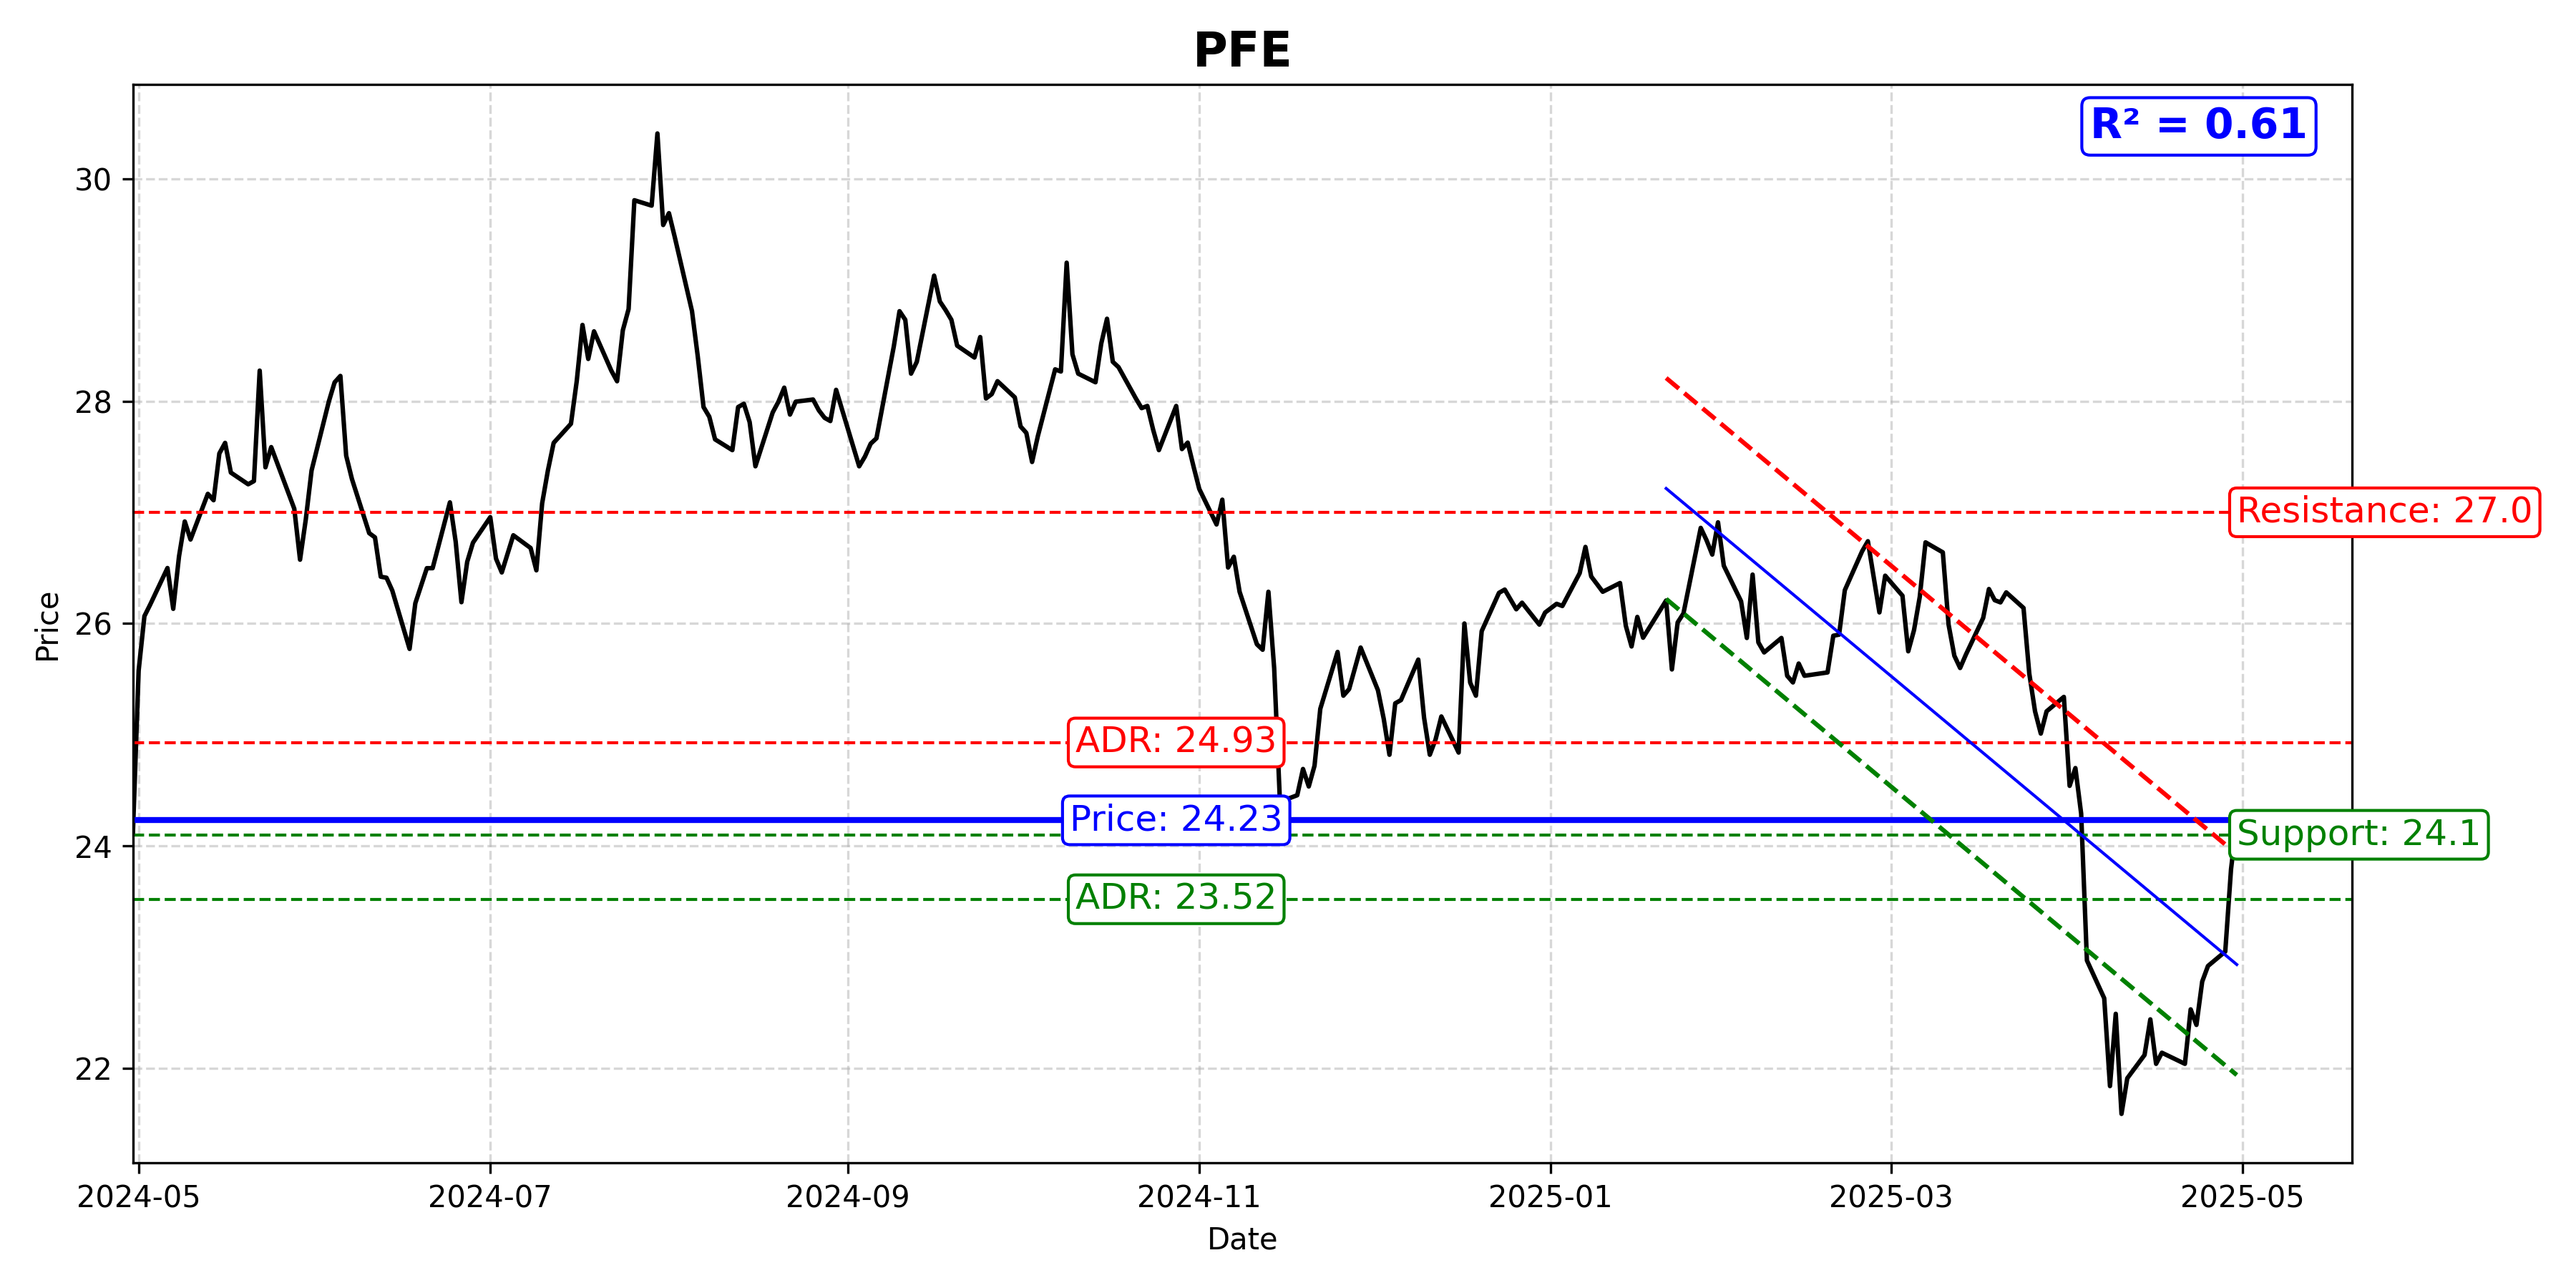 PFE
R² = 0.61
30
28
26
24
22
Price
Resistance: 27.0
ADR: 24.93
Price: 24.23
Support: 24.1
ADR: 23.52
2024-05
2024-07
2024-09
2024-11
2025-01
2025-03
2025-05
Date